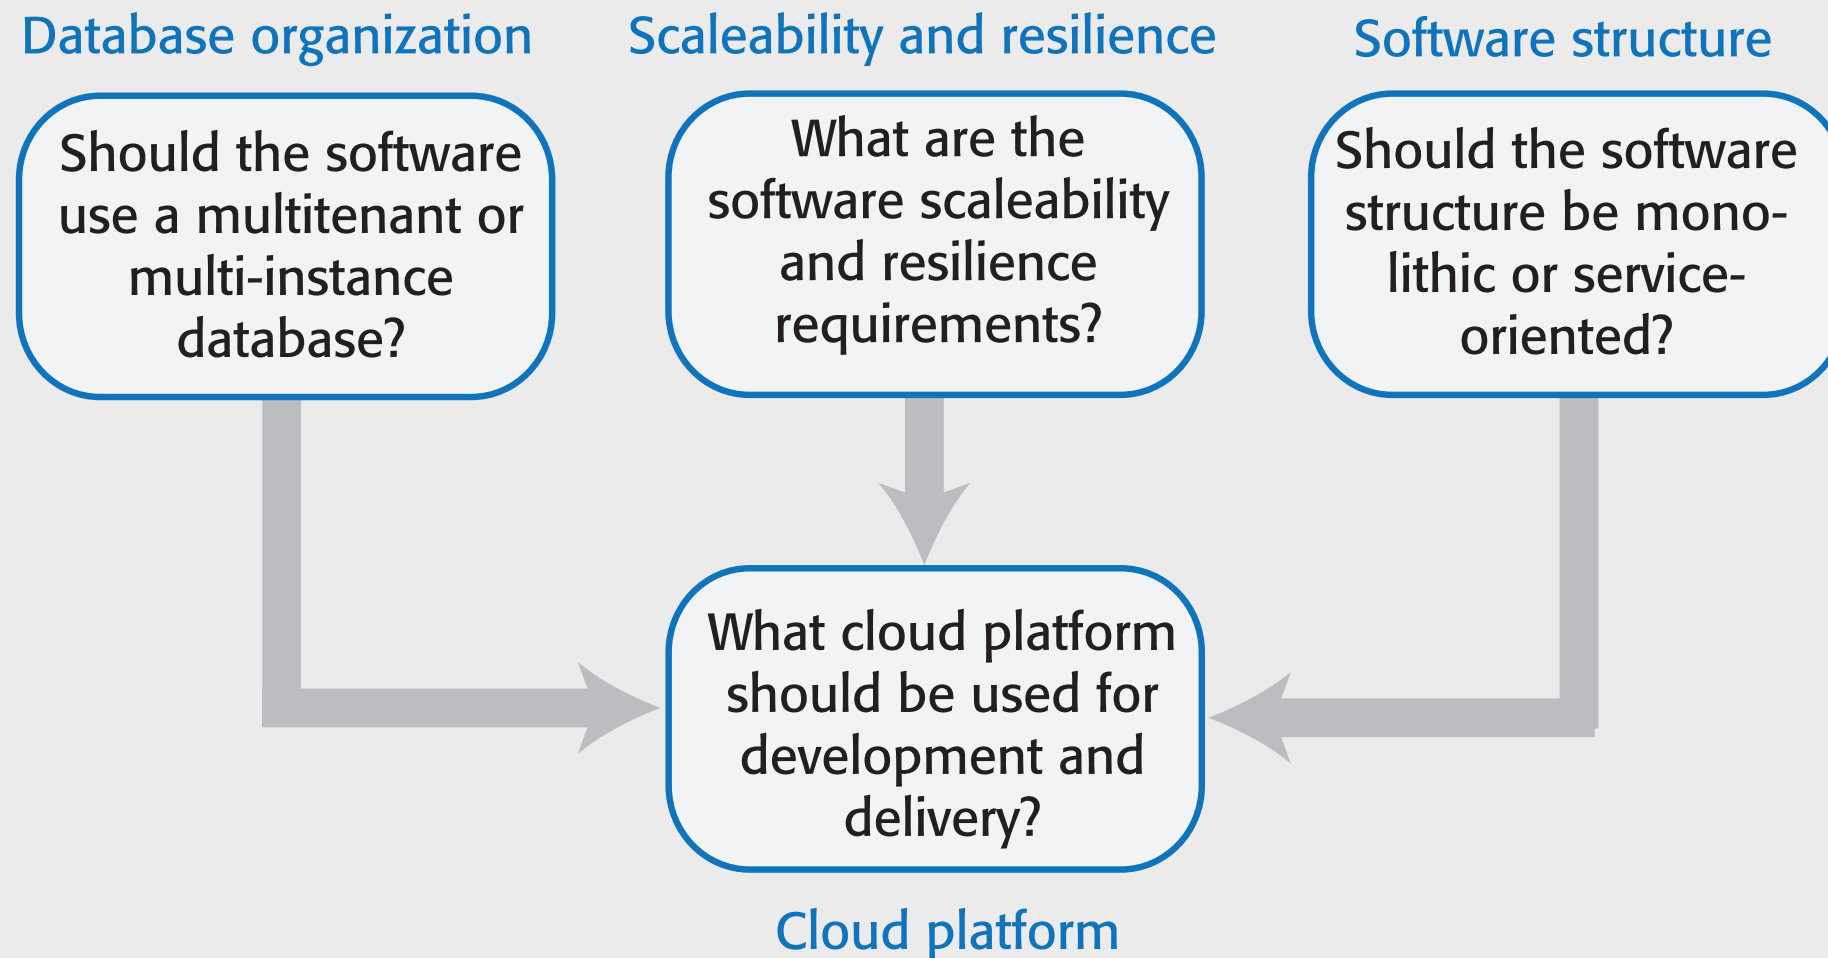 Database organization
Should the software
use a multitenant or
multi-instance
database?
Scaleability and resilience
What are the
software scaleability
and resilience
requirements?
Software structure
Should the software
structure be mono-
lithic or service-
oriented?
What cloud platform
should be used for
development and
delivery?
Cloud platform